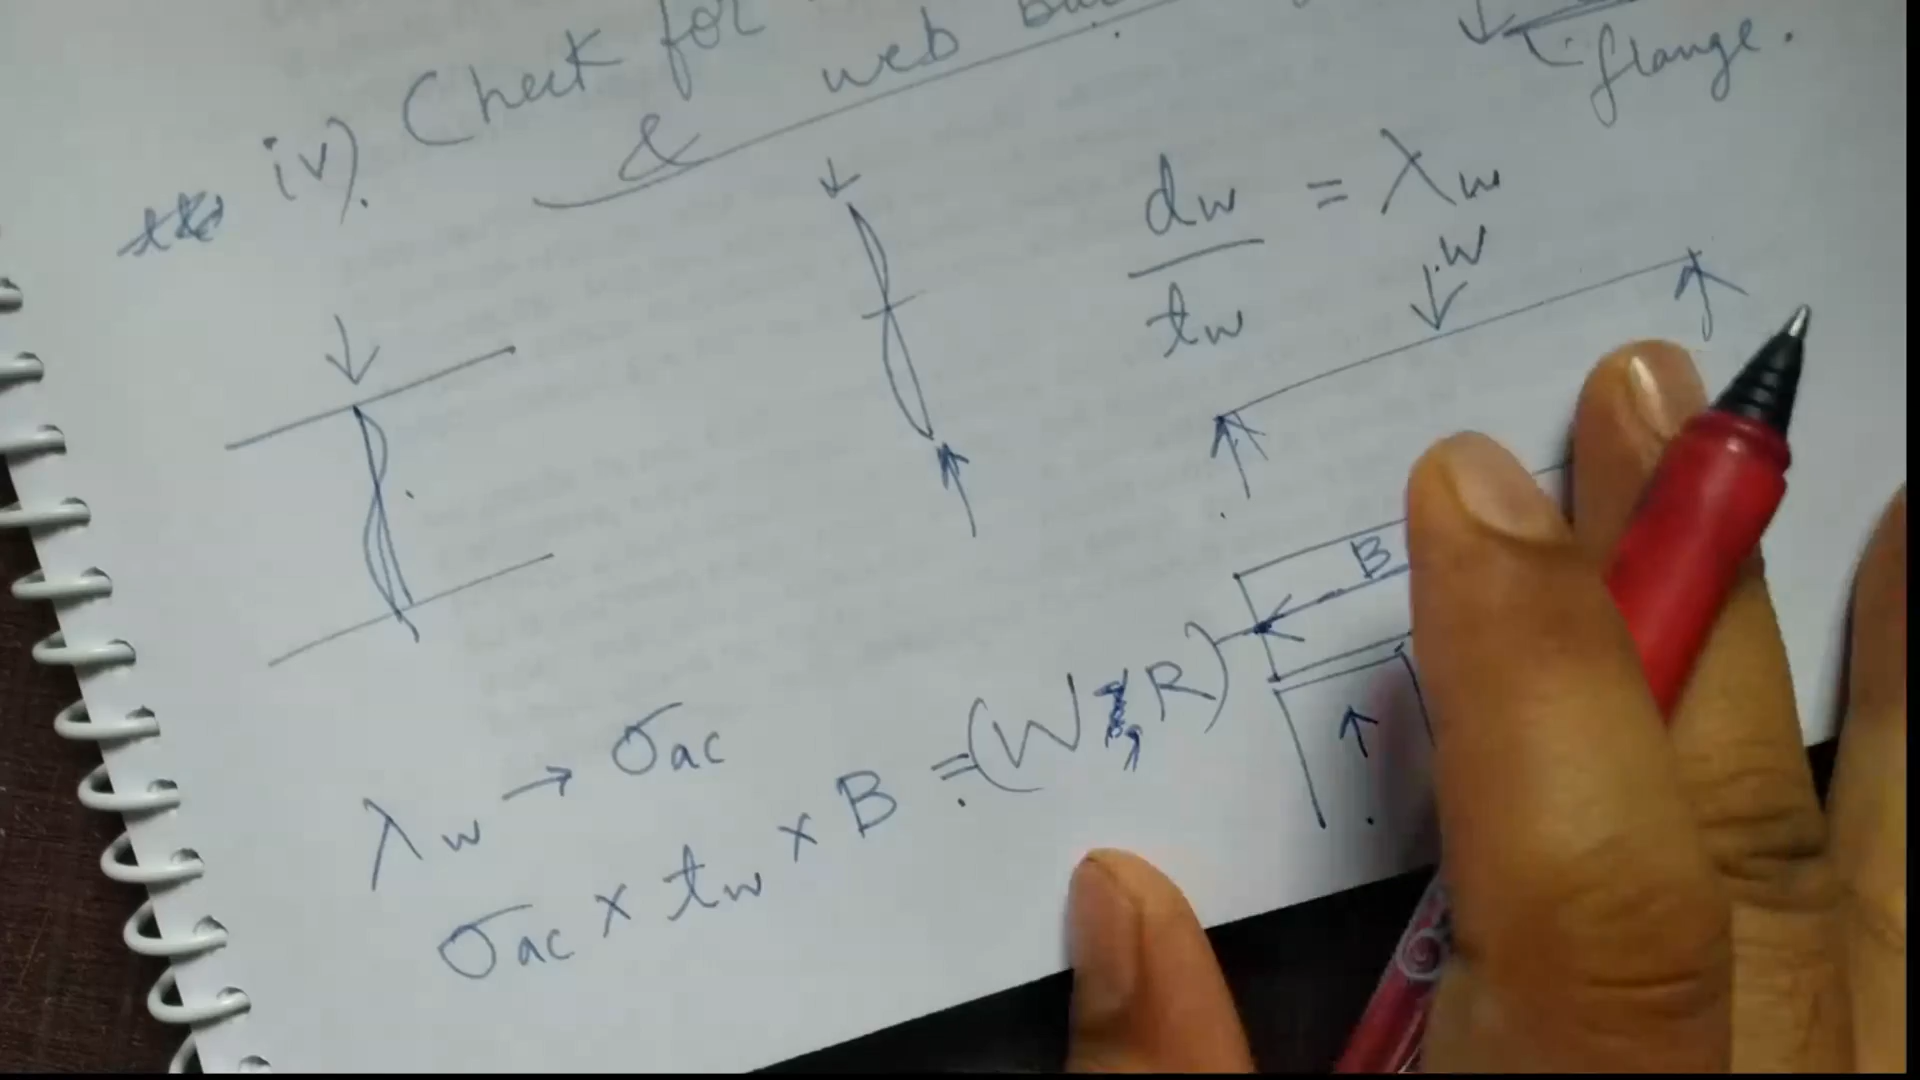 iv). Check for
& web
flange.
dw/tw = λw
W
B
λw → σac
σac × tw × B = (W, R)